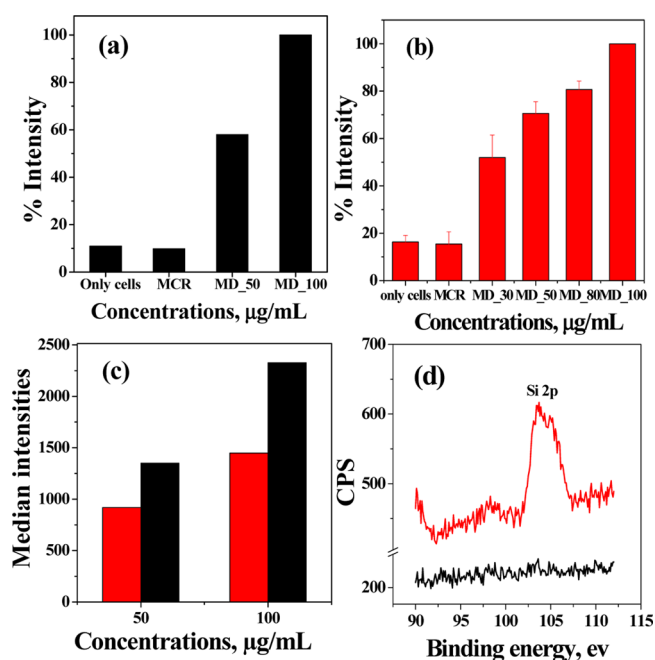 (a)
% Intensity
100
80
60
40
20
0
Only cells MCR MD_50 MD_100
Concentrations, µg/mL
(b)
% Intensity
100
80
60
40
20
0
only cells MCR MD_30 MD_50 MD_80 MD_100
Concentrations, µg/mL
(c)
Median intensities
2500
2000
1500
1000
500
0
50 100
Concentrations, µg/mL
(d)
Si 2p
CPS
700
600
500
200
90 95 100 105 110 115
Binding energy, ev